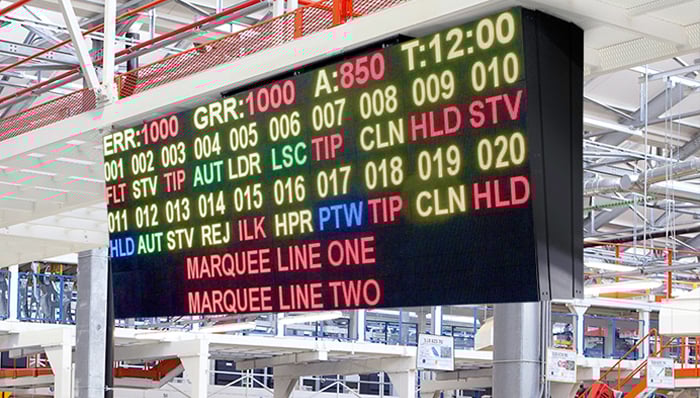 ERR:1000 GRR:1000 A:850 T:12:00
001 002 003 004 005 006 007 008 009 010
FLT STV TIP AUT LDR LSC TIP CLN HLD STV
011 012 013 014 015 016 017 018 019 020
HLD AUT STV REJ ILK HPR PTW TIP CLN HLD
MARQUEE LINE ONE
MARQUEE LINE TWO